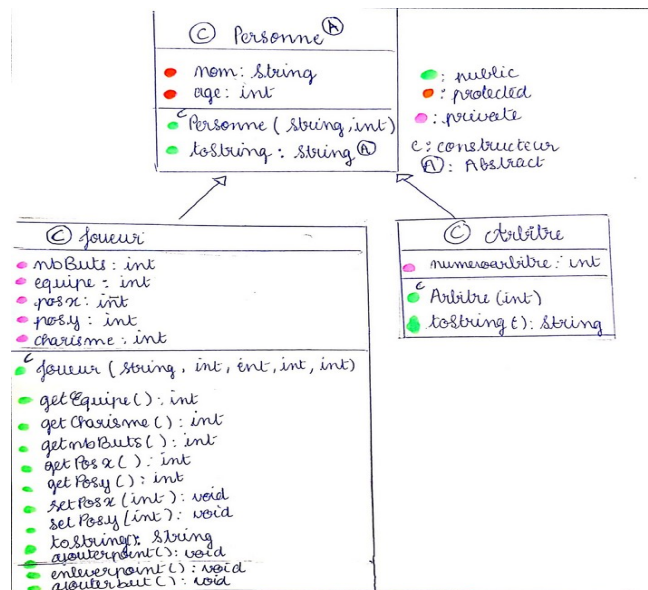 C Personne A
nom: String
age: int
c Personne (String, int)
toString: String A
: public
: protected
: private
c: constructeur
A: Abstract
C Joueur
nbButs: int
equipe: int
posx: int
posy: int
charisme: int
c Joueur (String, int, int, int, int)
getEquipe(): int
getCharisme(): int
getnbButs(): int
getPosx(): int
getPosy(): int
setPosx(int): void
setPosy(int): void
toString(): String
ajouterpoint(): void
enleverpoint(): void
ajouterbut(): void
C Arbitre
numeroarbitre: int
c Arbitre (int)
toString(): String